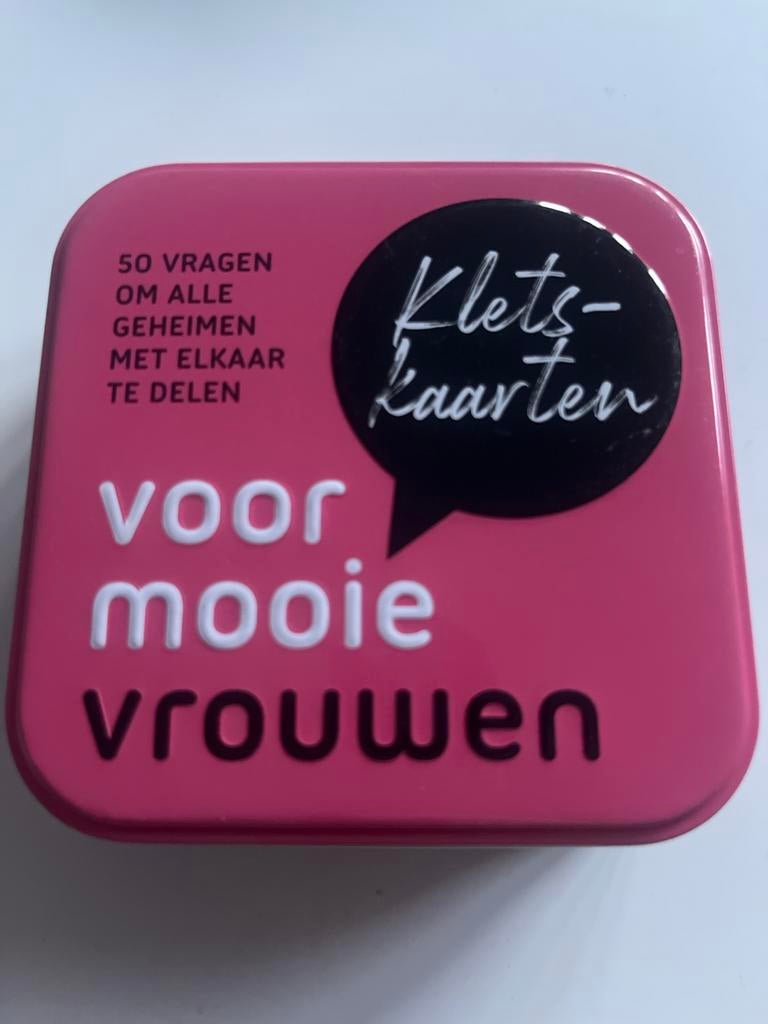 50 VRAGEN
OM ALLE
GEHEIMEN
MET ELKAAR
TE DELEN
Klets-
kaarten
voor
mooie
vrouwen